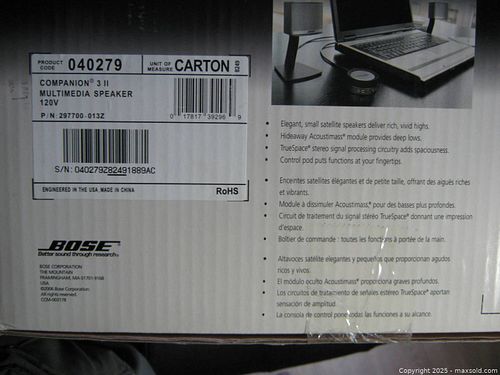 PRODUCT CODE 040279 UNIT OF MEASURE CARTON
COMPANION® 3 II
MULTIMEDIA SPEAKER
120V
P/N: 297700-013Z
0 17817 39296 9
S/N: 040279Z82491889AC
ENGINEERED IN THE USA, MADE IN CHINA RoHS
BOSE
Better sound through research®
BOSE CORPORATION
THE MOUNTAIN
FRAMINGHAM, MA 01701-9168
USA
©2006 Bose Corporation
All rights reserved.
• Elegant, small satellite speakers deliver rich, vivid highs.
• Hideaway Acoustimass® module provides deep lows.
• TrueSpace® stereo signal processing circuitry adds spaciousness.
• Control pod puts functions at your fingertips.
• Enceintes satellites élégantes et de petite taille, offrant des aiguës riches
et vibrants.
• Module à dissimuler Acoustimass® pour des basses plus profondes.
• Circuit de traitement du signal stéréo TrueSpace® donnant une impression
d'espace.
• Boîtier de commande : toutes les fonctions à portée de la main.
• Altavoces satélite elegantes y pequeños que proporcionan agudos
ricos y vivos.
• El módulo oculto Acoustimass® proporciona graves profundos.
• Los circuitos de tratamiento de señales estéreo TrueSpace® aportan
sensación de amplitud.
• La consola de control pone todas las funciones a su alcance.
Copyright 2025 - maxsold.com